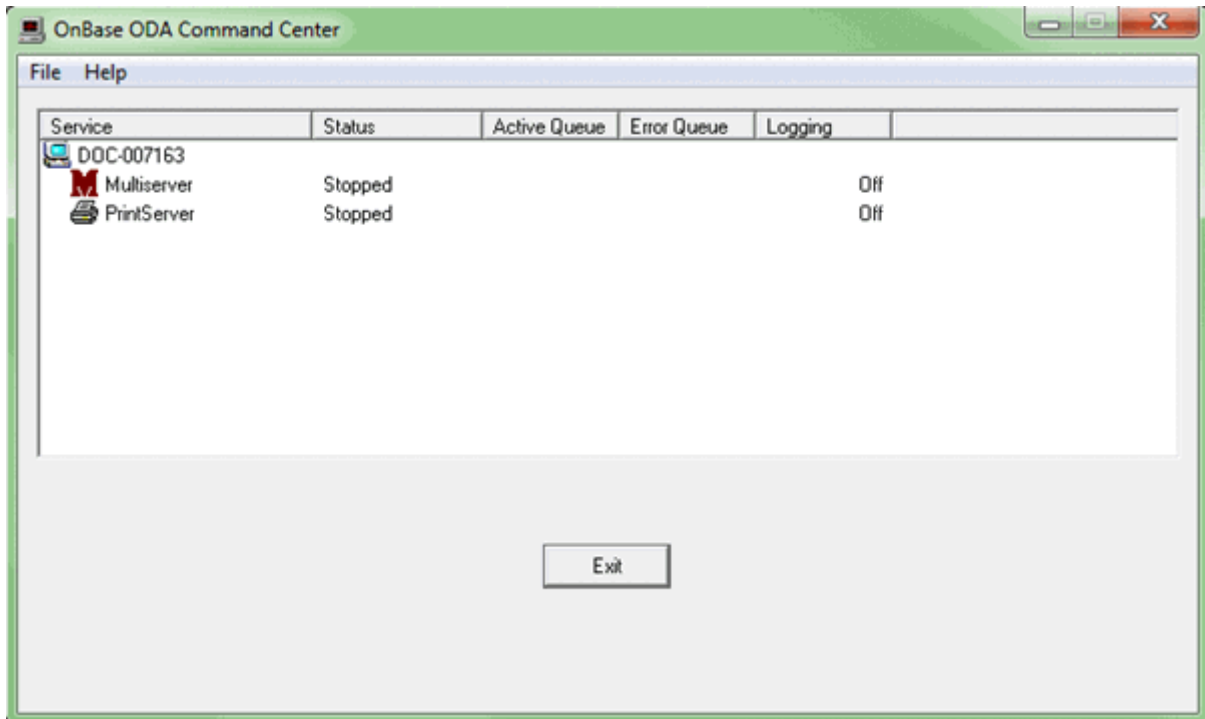 OnBase ODA Command Center
File Help
Service Status Active Queue Error Queue Logging
DOC-007163
Multiserver Stopped Off
PrintServer Stopped Off
Exit